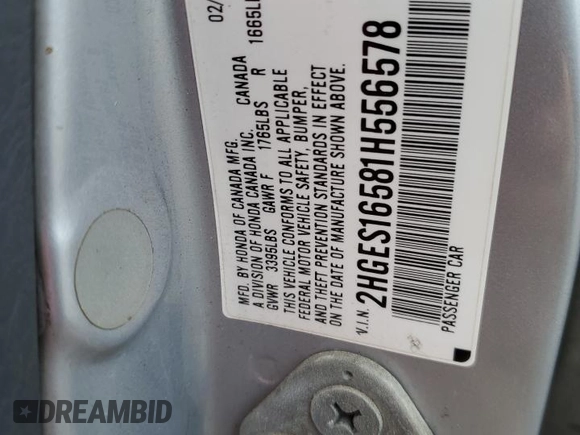 02/
MFD. BY HONDA OF CANADA MFG.
A DIVISION OF HONDA CANADA INC., CANADA
GVWR 3395LBS GAWR F 1765LBS R 1665L
THIS VEHICLE CONFORMS TO ALL APPLICABLE
FEDERAL MOTOR VEHICLE SAFETY, BUMPER,
AND THEFT PREVENTION STANDARDS IN EFFECT
ON THE DATE OF MANUFACTURE SHOWN ABOVE.
V.I.N. 2HGES16581H556578
PASSENGER CAR
DREAMBID